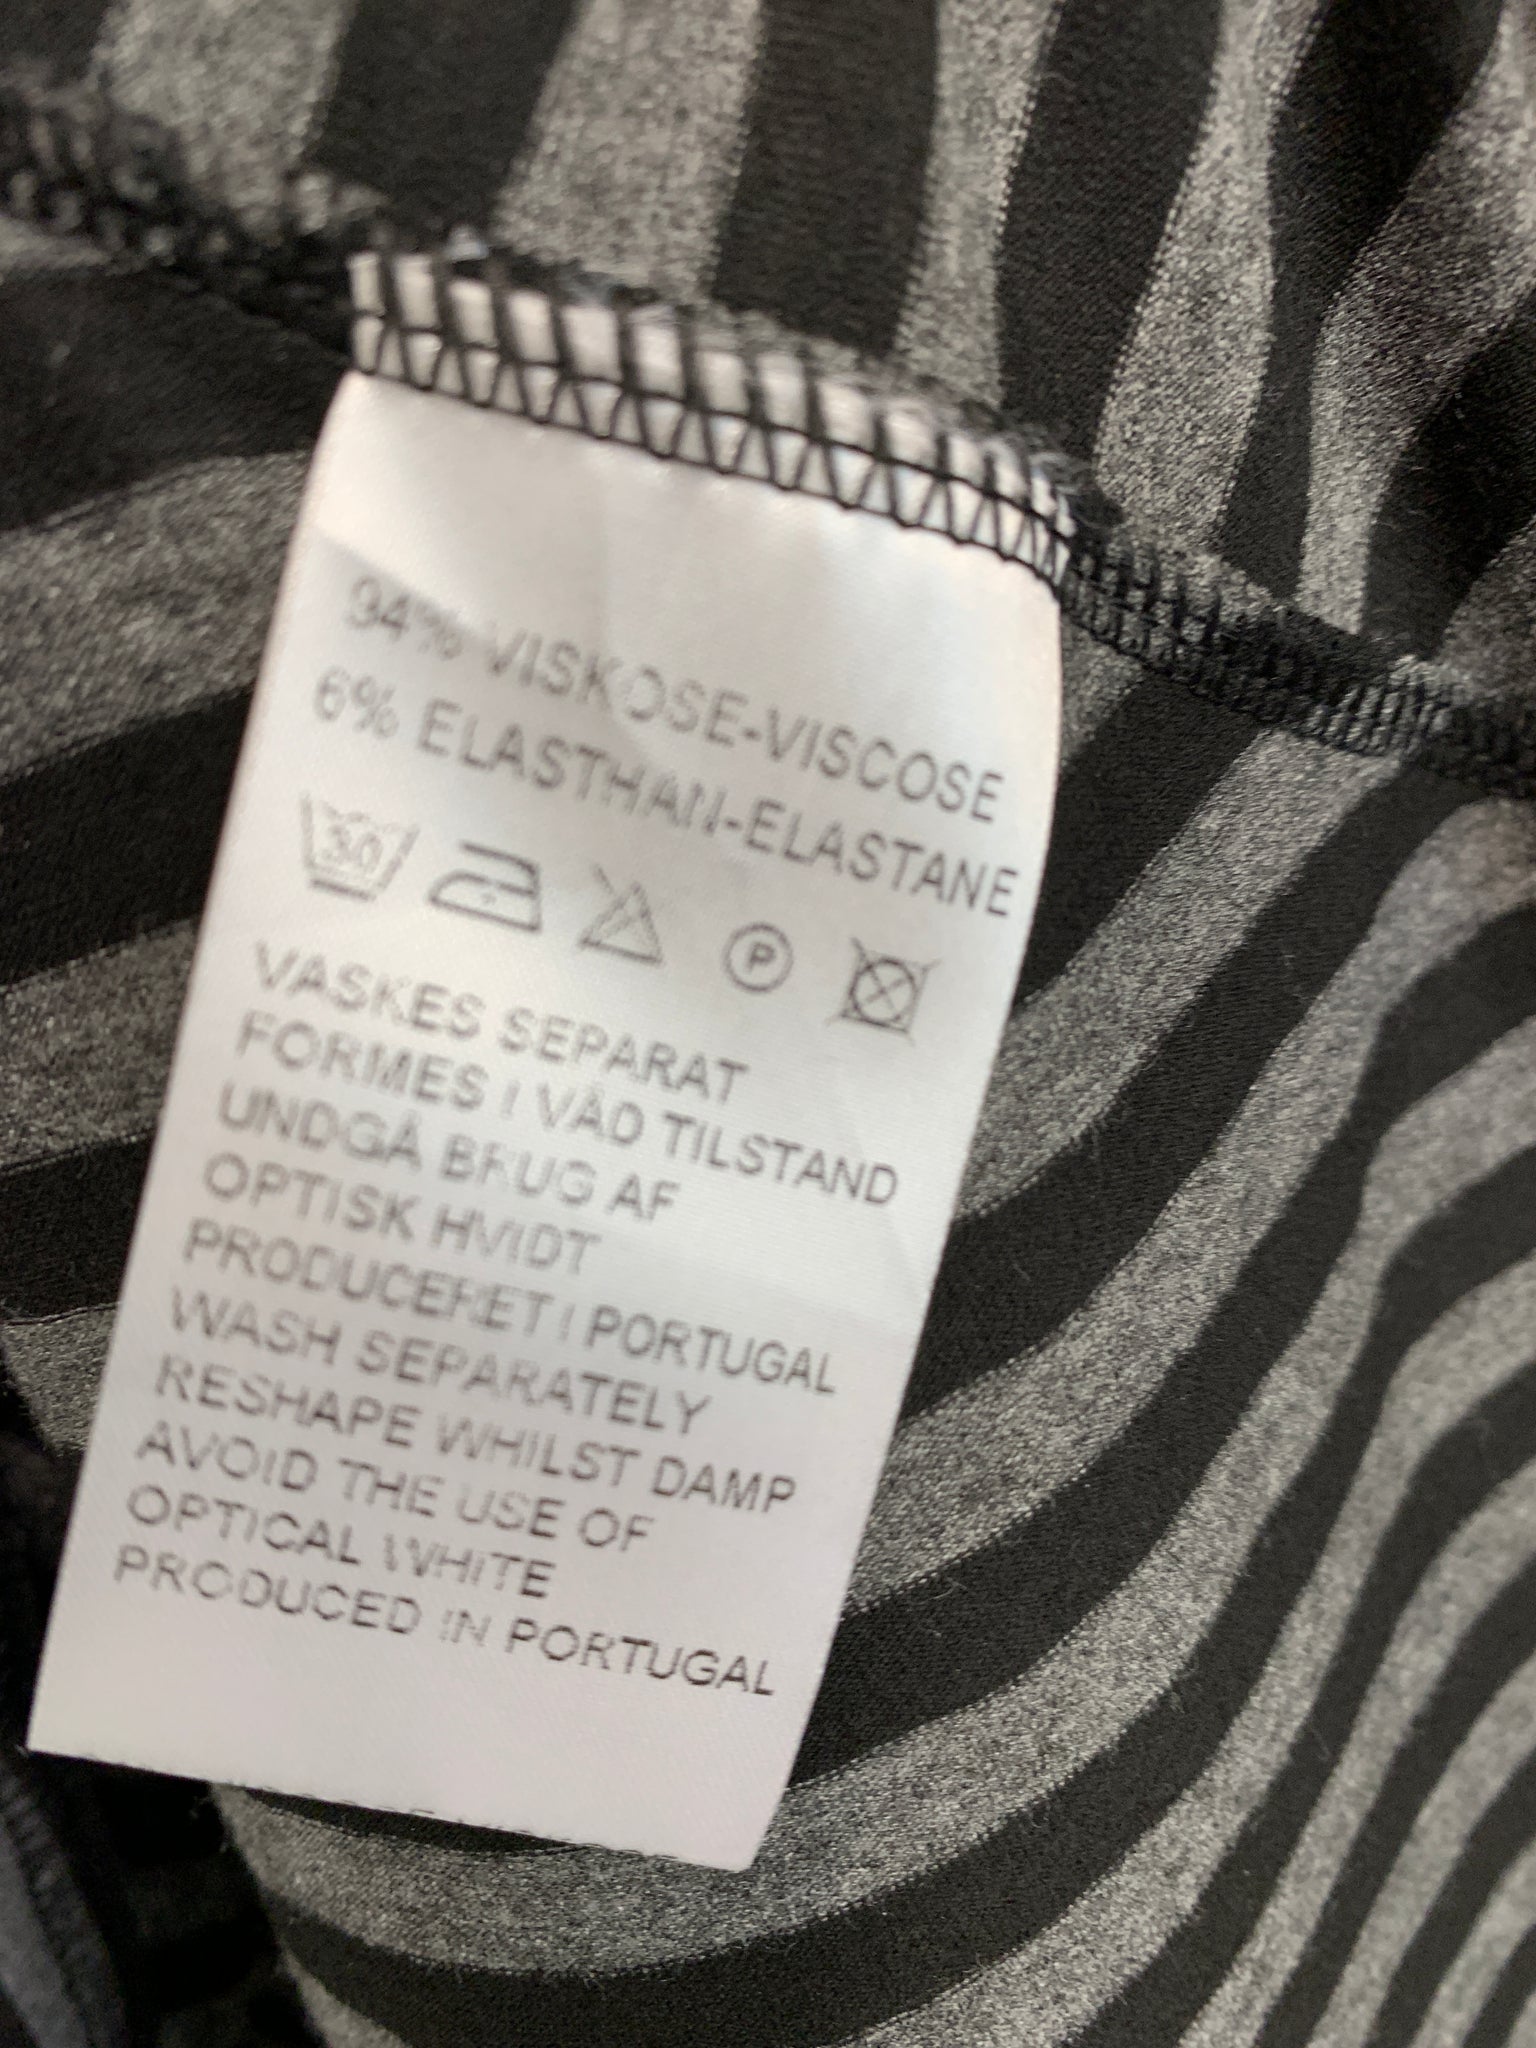 94% VISKOSE-VISCOSE
6% ELASTHAN-ELASTANE
30 P
VASKES SEPARAT
FORMES I VÅD TILSTAND
UNDGÅ BRUG AF
OPTISK HVIDT
PRODUCERET I PORTUGAL
WASH SEPARATELY
RESHAPE WHILST DAMP
AVOID THE USE OF
OPTICAL WHITE
PRODUCED IN PORTUGAL